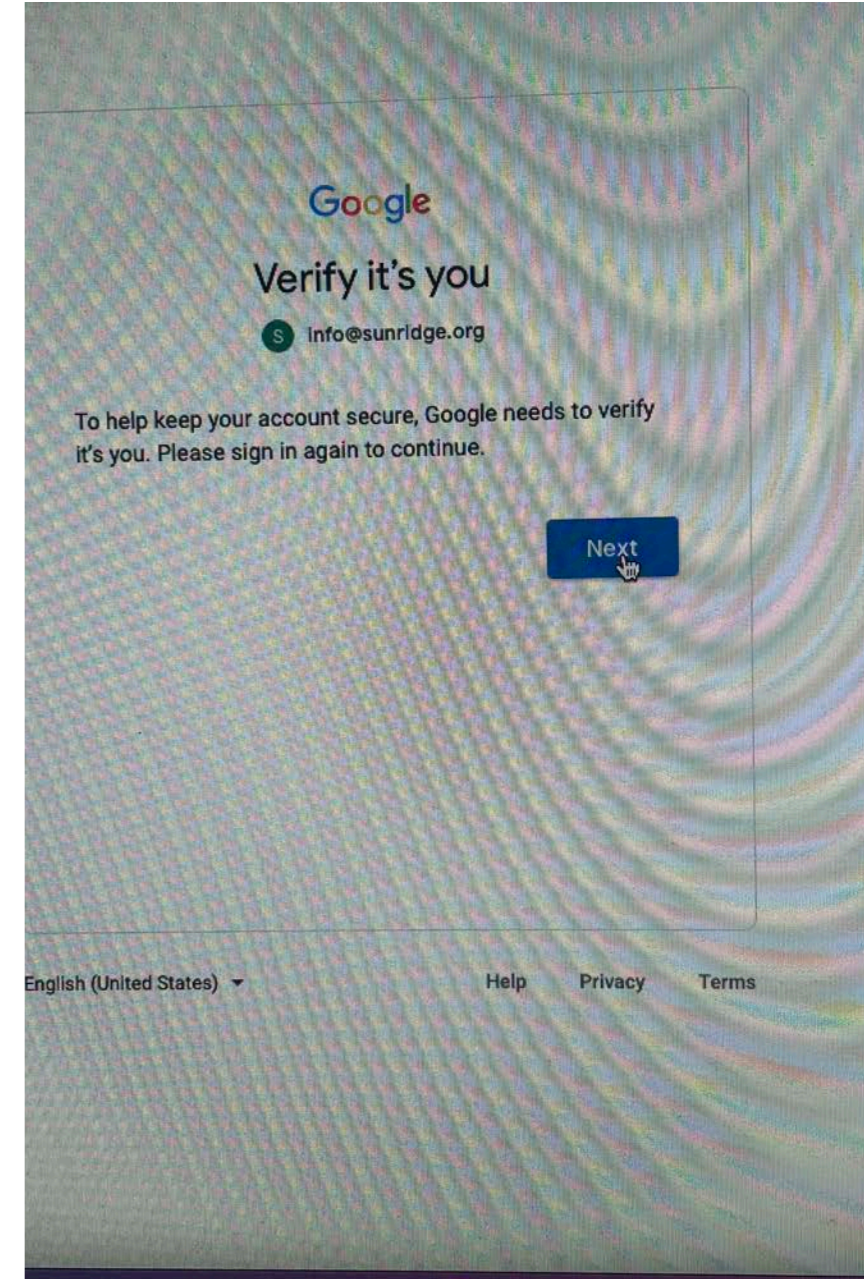 Google
Verify it's you
S info@sunridge.org
To help keep your account secure, Google needs to verify
it's you. Please sign in again to continue.
Next
English (United States)
Help Privacy Terms